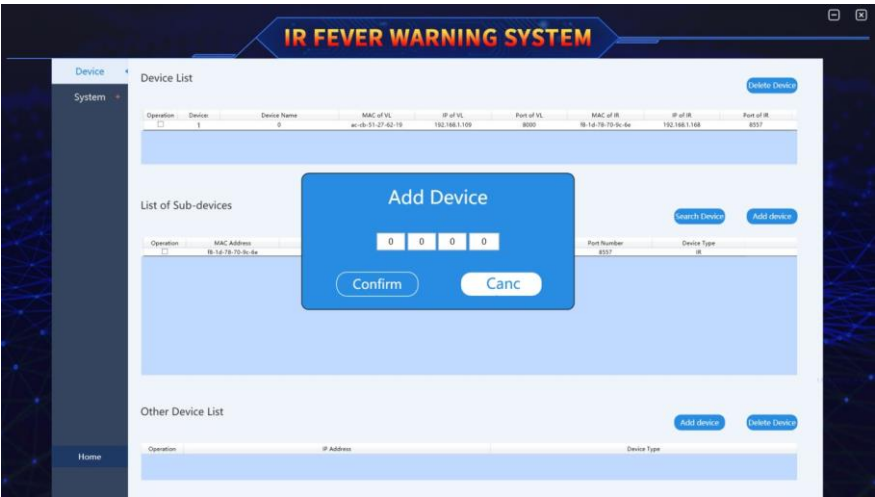 IR FEVER WARNING SYSTEM
Device
System +
Home
Device List
Delete Device
Operation Device Device Name MAC of VL IP of VL Port of VL MAC of IR IP of IR Port of IR
1 0 ac-cb-51-27-62-19 192.168.1.109 8000 f8-1d-78-70-9c-6e 192.168.1.168 8557
List of Sub-devices
Search Device Add device
Operation MAC Address Port Number Device Type
f8-1d-78-70-9c-6e 8557 IR
Add Device
0 0 0 0
Confirm Canc
Other Device List
Add device Delete Device
Operation IP Address Device Type